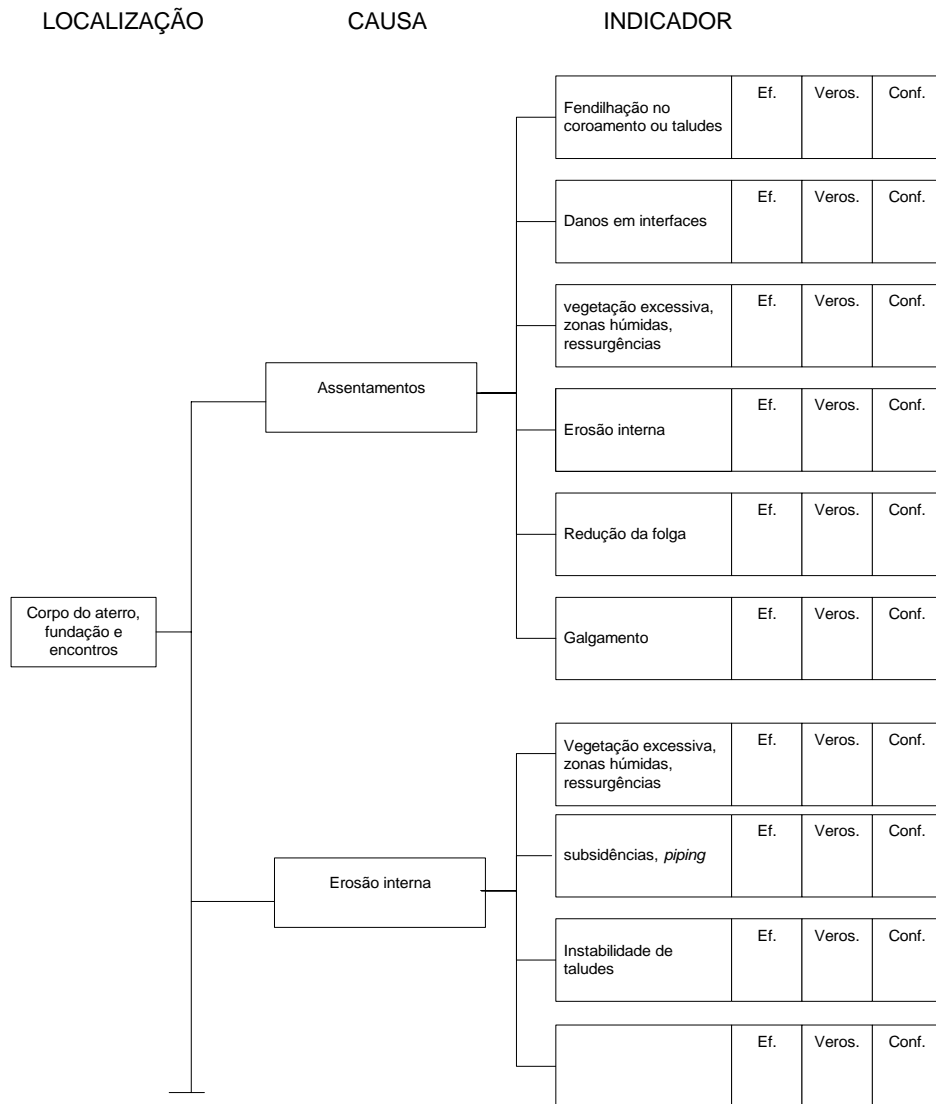 LOCALIZAÇÃO CAUSA INDICADOR
Fendilhação no
coroamento ou taludes
Ef. Veros. Conf.
Danos em interfaces
Ef. Veros. Conf.
vegetação excessiva,
zonas húmidas,
ressurgências
Ef. Veros. Conf.
Assentamentos
Erosão interna
Ef. Veros. Conf.
Redução da folga
Ef. Veros. Conf.
Corpo do aterro,
fundação e
encontros
Galgamento
Ef. Veros. Conf.
Vegetação excessiva,
zonas húmidas,
ressurgências
Ef. Veros. Conf.
subsidências, piping
Ef. Veros. Conf.
Erosão interna
Instabilidade de
taludes
Ef. Veros. Conf.
Ef. Veros. Conf.